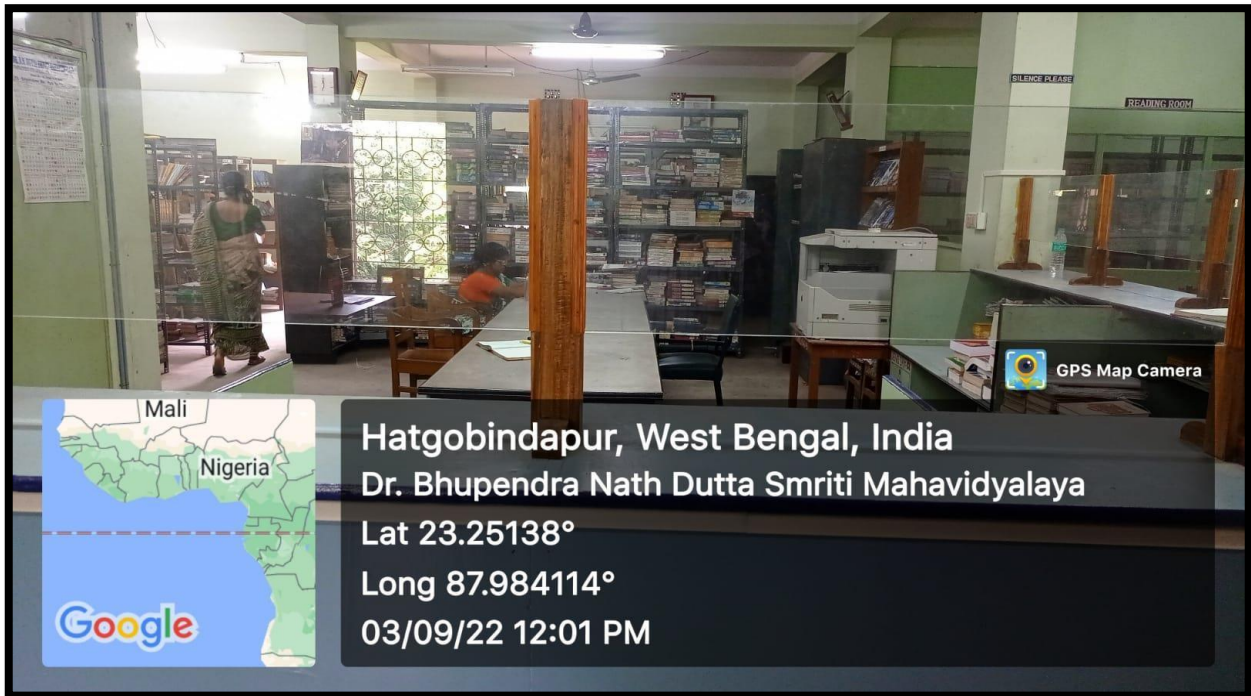 SILENCE PLEASE
READING ROOM
GPS Map Camera
Mali
Nigeria
Google
Hatgobindapur, West Bengal, India
Dr. Bhupendra Nath Dutta Smriti Mahavidyalaya
Lat 23.25138°
Long 87.984114°
03/09/22 12:01 PM